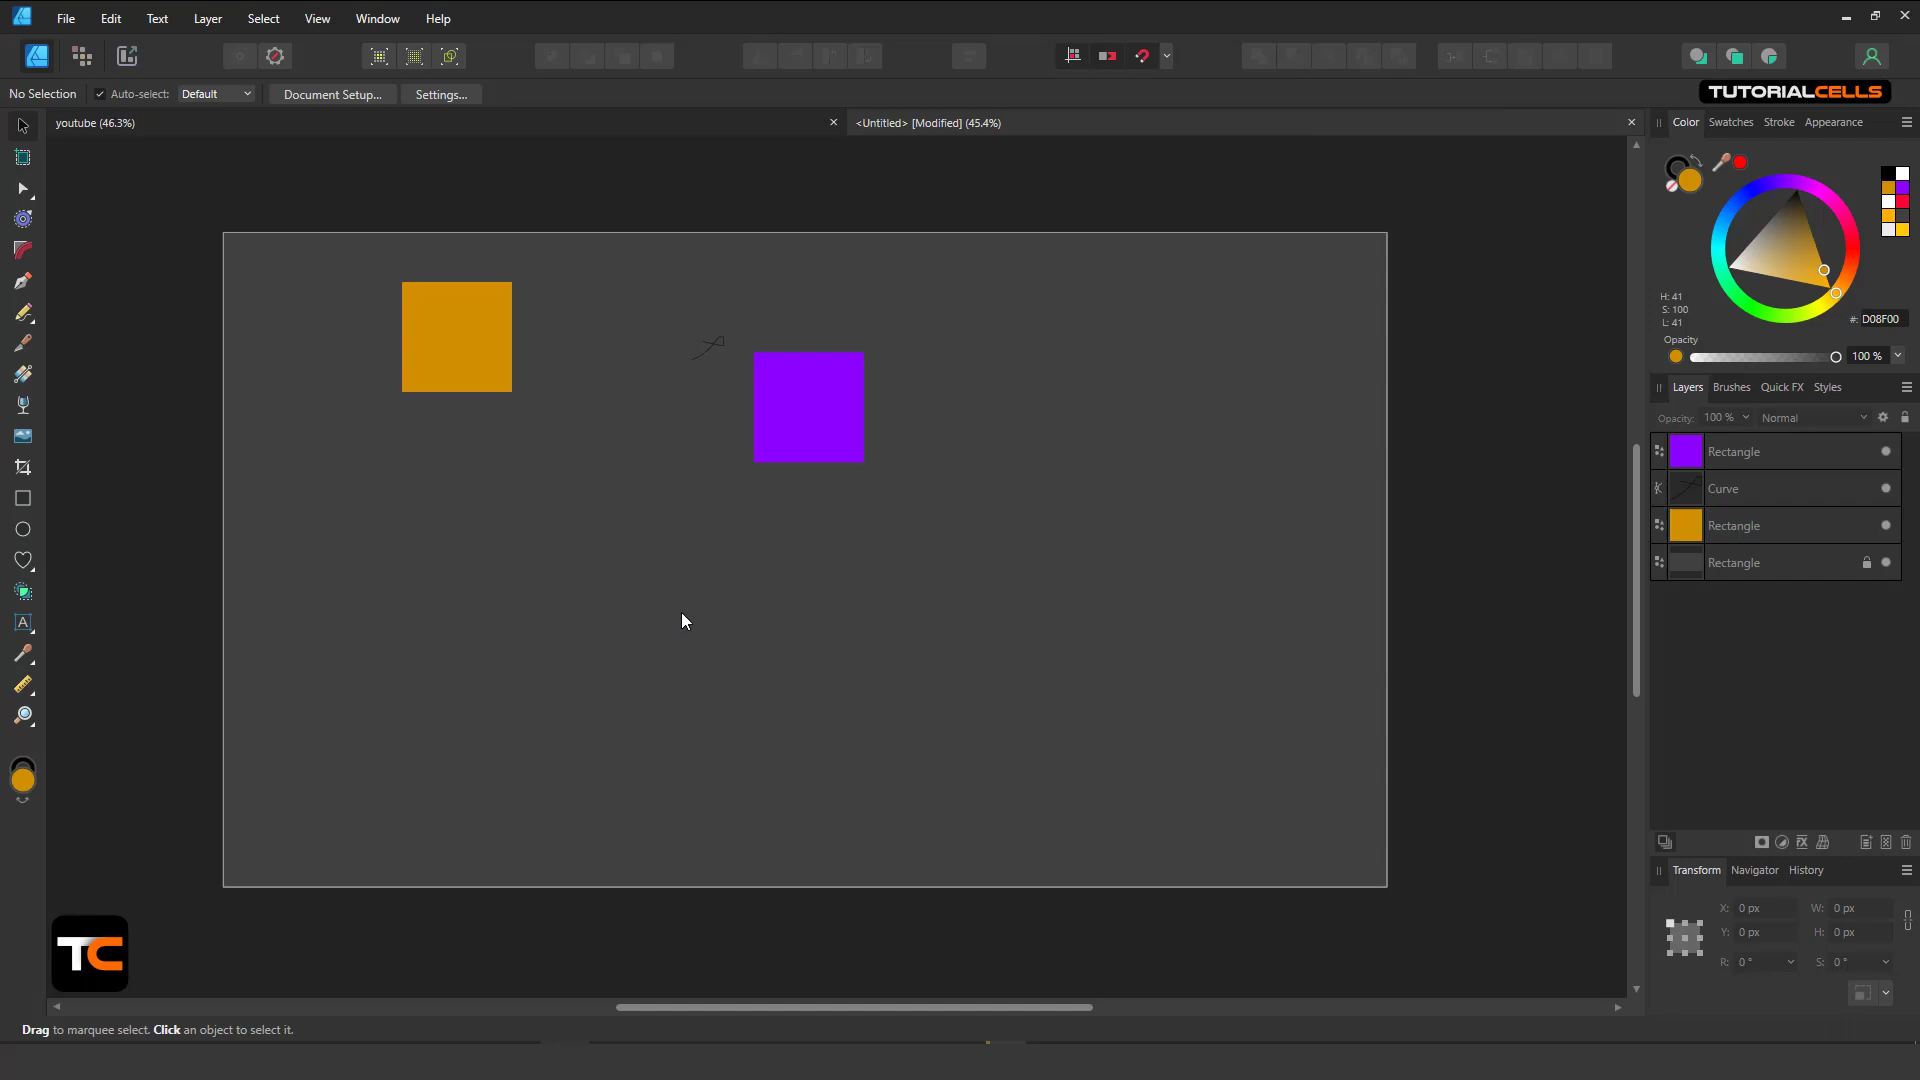 File Edit Text Layer Select View Window Help
No Selection Auto-select: Default Document Setup... Settings...
TUTORIALCELLS
youtube (46.3%)
<Untitled> [Modified] (45.4%)
Color Swatches Stroke Appearance
H: 41
S: 100
L: 41
#: D08F00
Opacity
100 %
Layers Brushes Quick FX Styles
Opacity: 100 % Normal
Rectangle
Curve
Rectangle
Rectangle
FX
Transform Navigator History
X: 0 px W: 0 px
Y: 0 px H: 0 px
R: 0 ° S: 0 °
A
TC
Drag to marquee select. Click an object to select it.